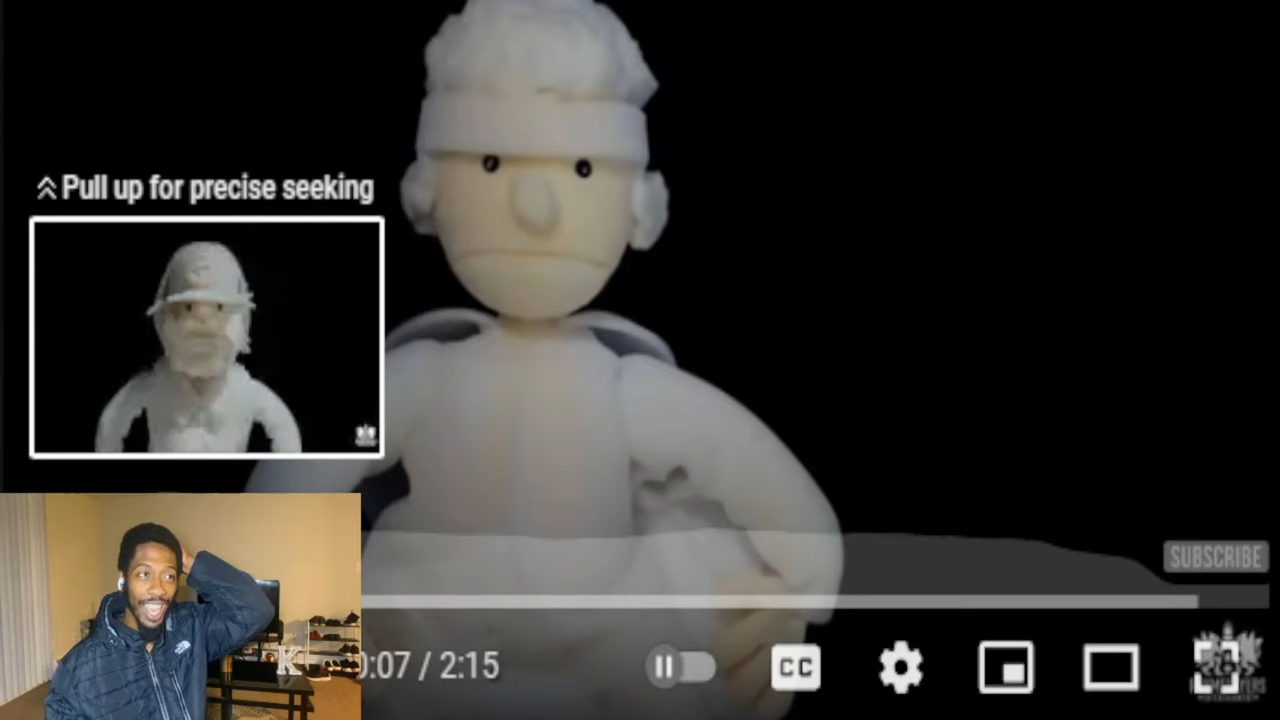 Pull up for precise seeking
SUBSCRIBE
:07 / 2:15
CC
K